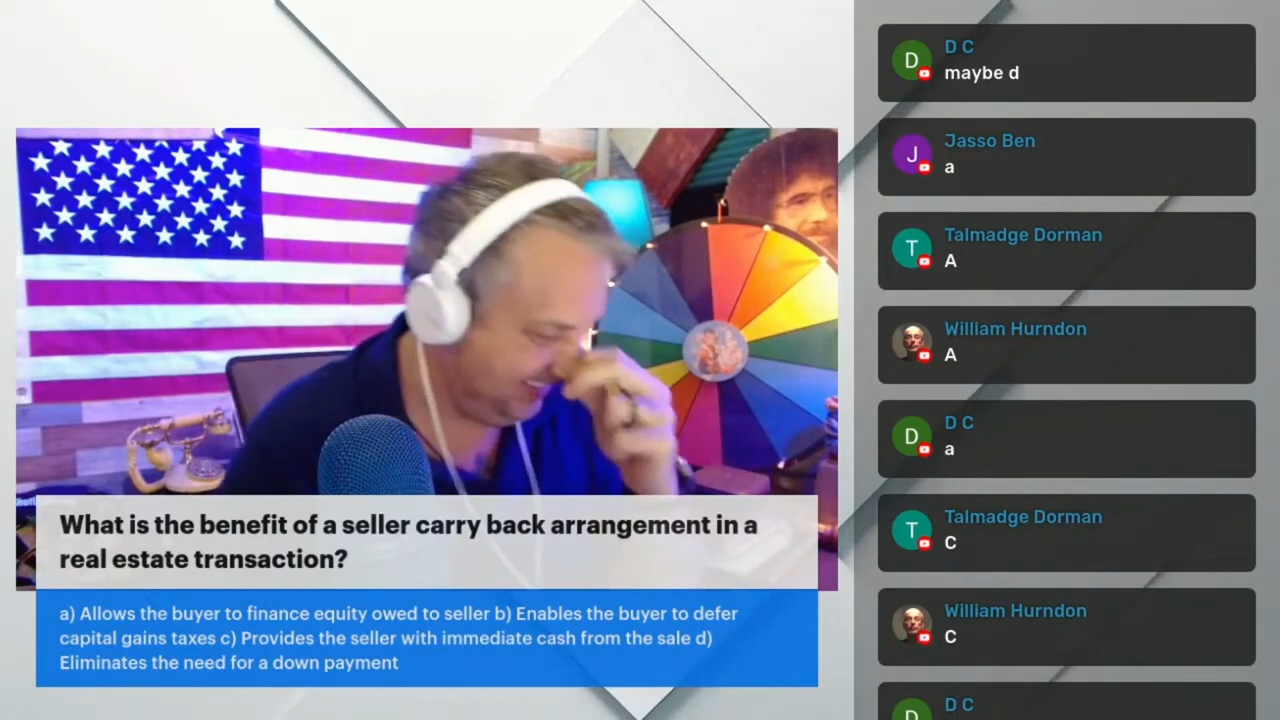 What is the benefit of a seller carry back arrangement in a
real estate transaction?
a) Allows the buyer to finance equity owed to seller b) Enables the buyer to defer
capital gains taxes c) Provides the seller with immediate cash from the sale d)
Eliminates the need for a down payment
D
D C
maybe d
J
Jasso Ben
a
T
Talmadge Dorman
A
William Hurndon
A
D
D C
a
T
Talmadge Dorman
C
William Hurndon
C
D
D C